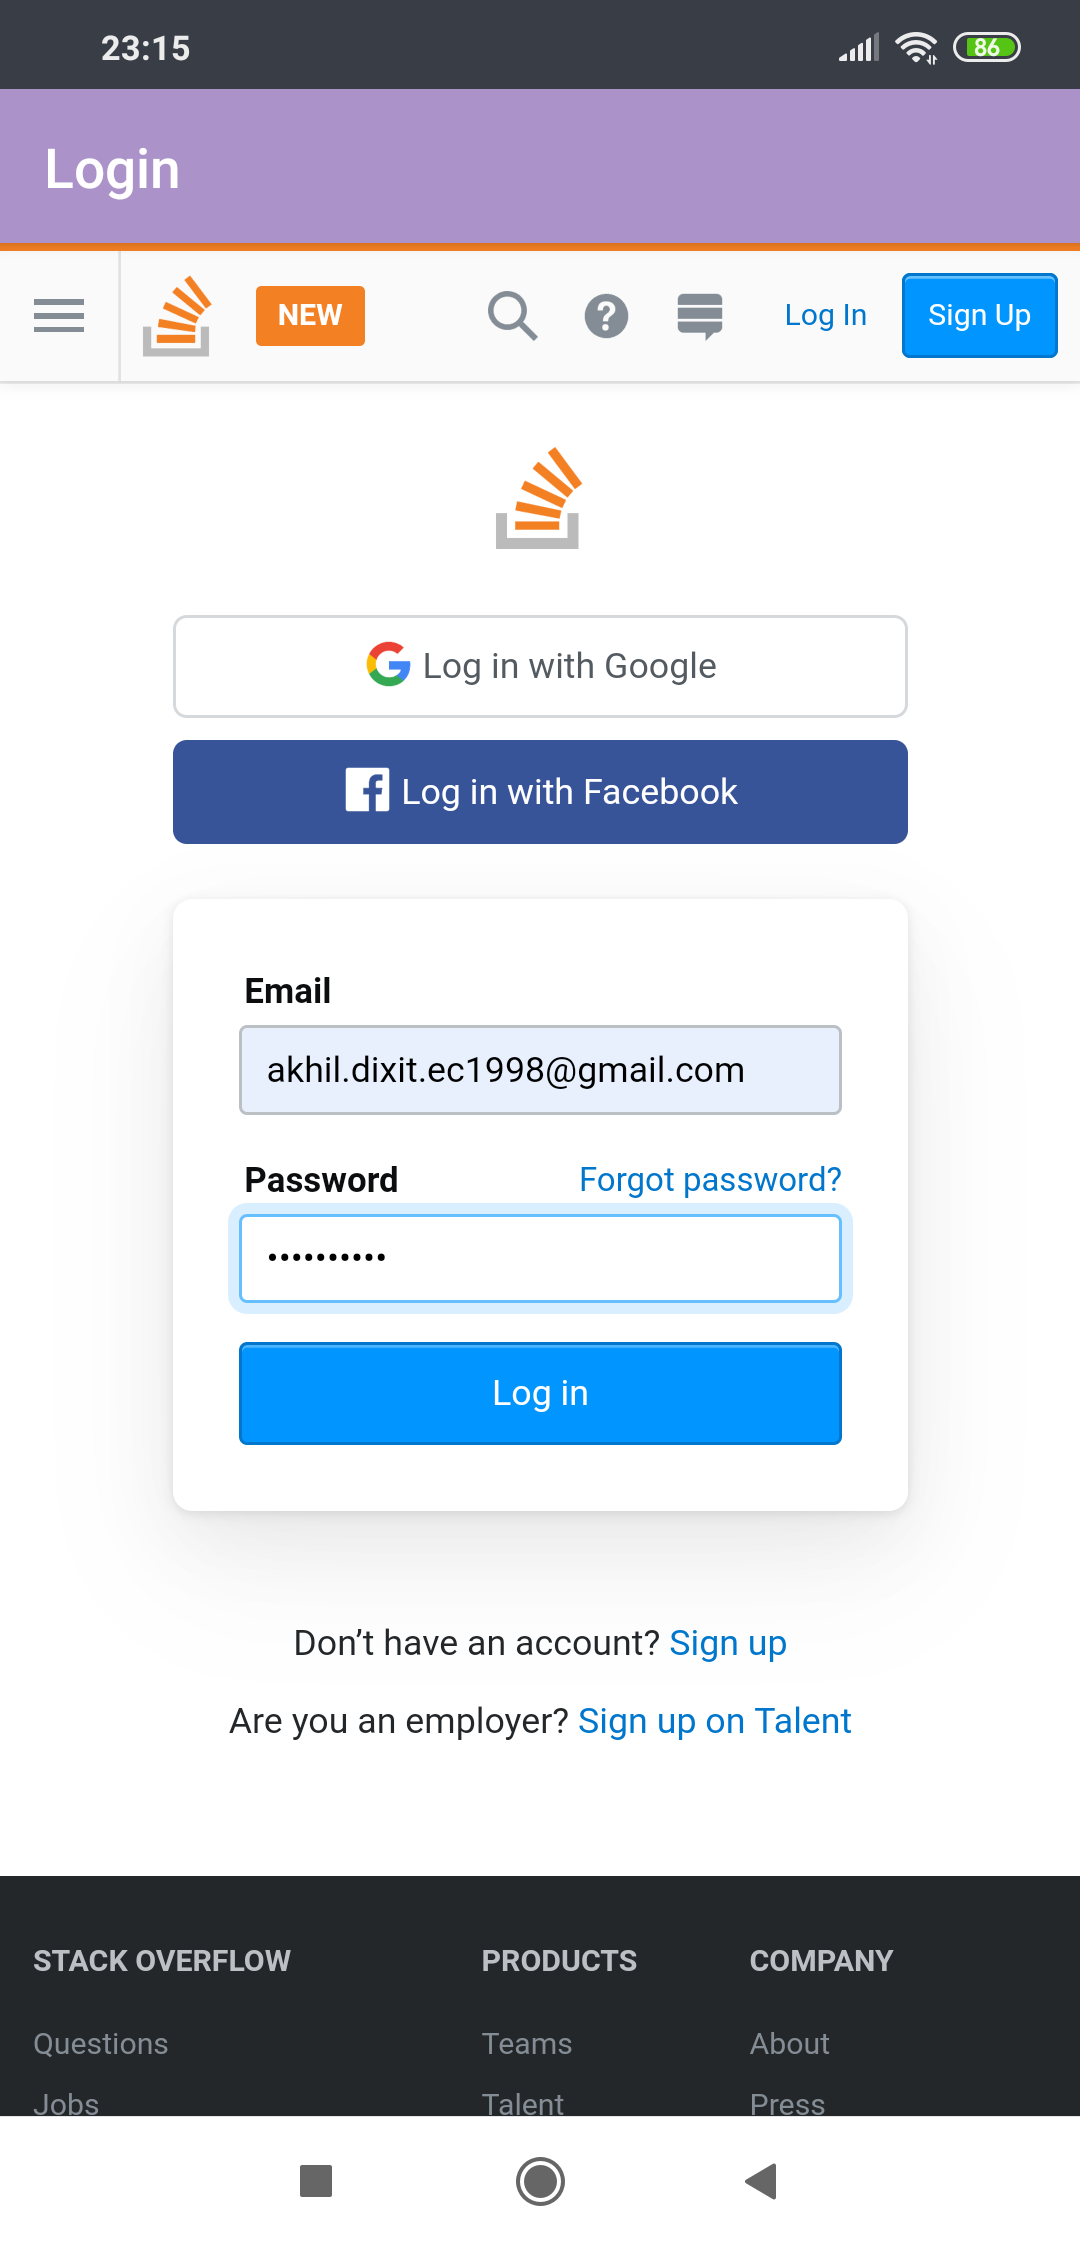 23:15
86
Login
NEW
?
Log In
Sign Up
Log in with Google
Log in with Facebook
Email
akhil.dixit.ec1998@gmail.com
Password
Forgot password?
••••••••••
Log in
Don’t have an account? Sign up
Are you an employer? Sign up on Talent
STACK OVERFLOW PRODUCTS COMPANY
Questions Teams About
Jobs Talent Press